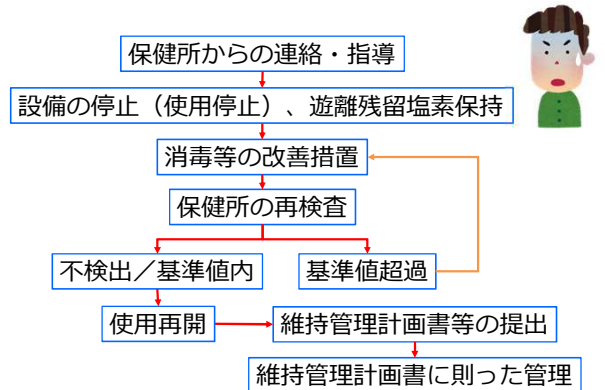 保健所からの連絡・指導
設備の停止（使用停止）、遊離残留塩素保持
消毒等の改善措置
保健所の再検査
不検出／基準値内
基準値超過
使用再開
維持管理計画書等の提出
維持管理計画書に則った管理